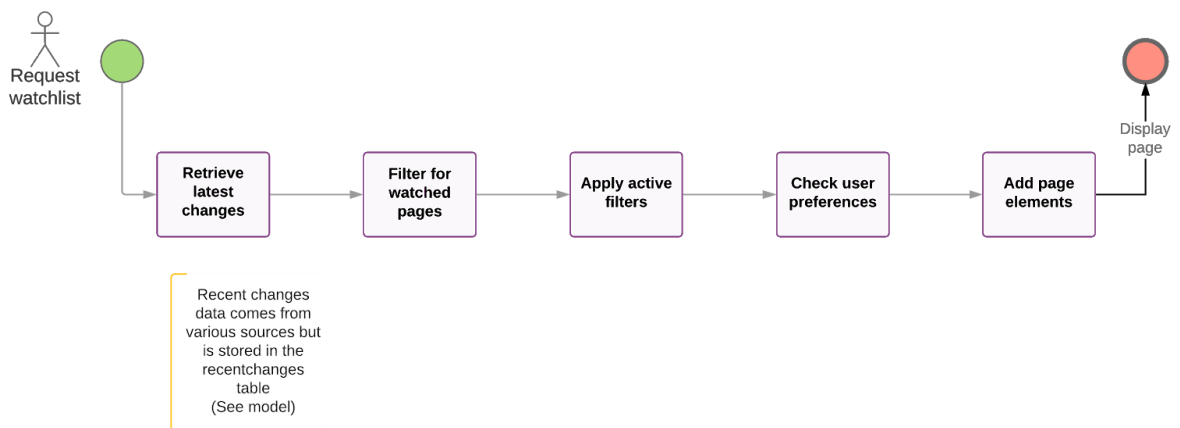 Request
watchlist
Retrieve
latest
changes
Filter for
watched
pages
Apply active
filters
Check user
preferences
Add page
elements
Display
page
Recent changes
data comes from
various sources but
is stored in the
recentchanges
table
(See model)